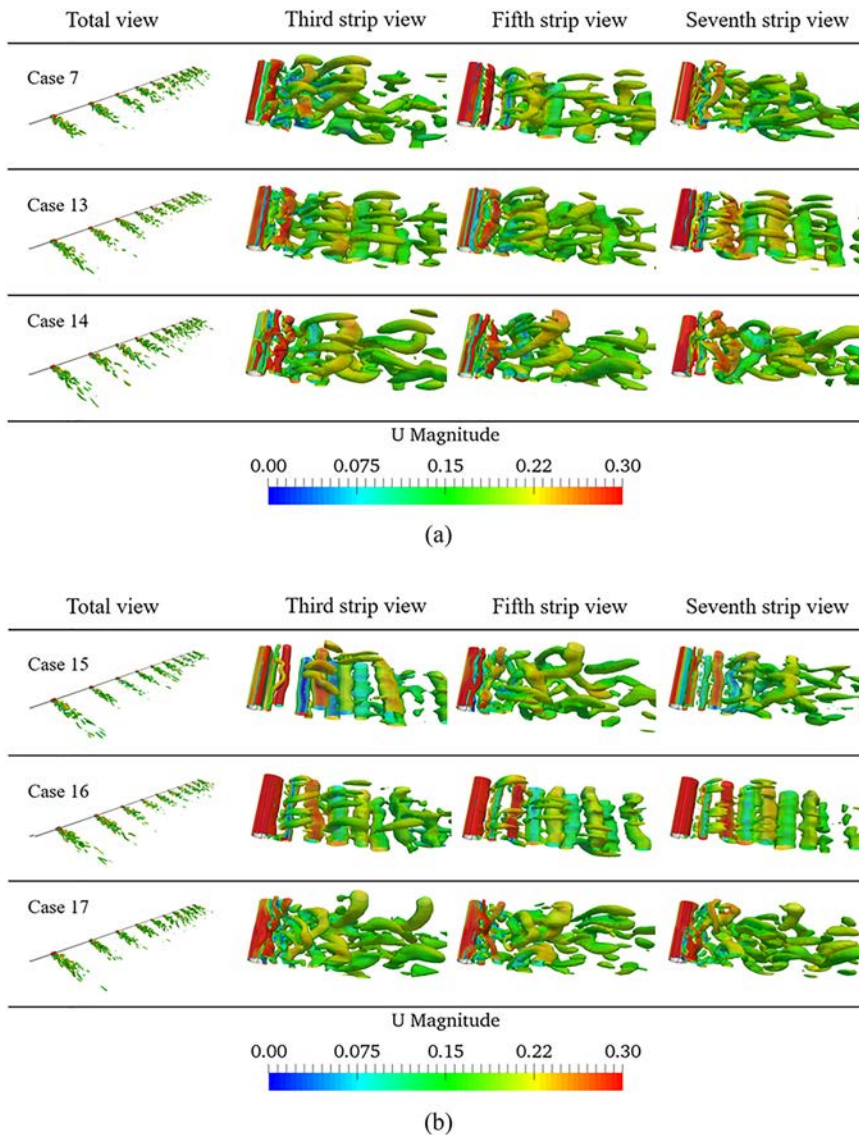 Total view Third strip view Fifth strip view Seventh strip view
Case 7
Case 13
Case 14
U Magnitude
0.00 0.075 0.15 0.22 0.30
(a)
Total view Third strip view Fifth strip view Seventh strip view
Case 15
Case 16
Case 17
U Magnitude
0.00 0.075 0.15 0.22 0.30
(b)